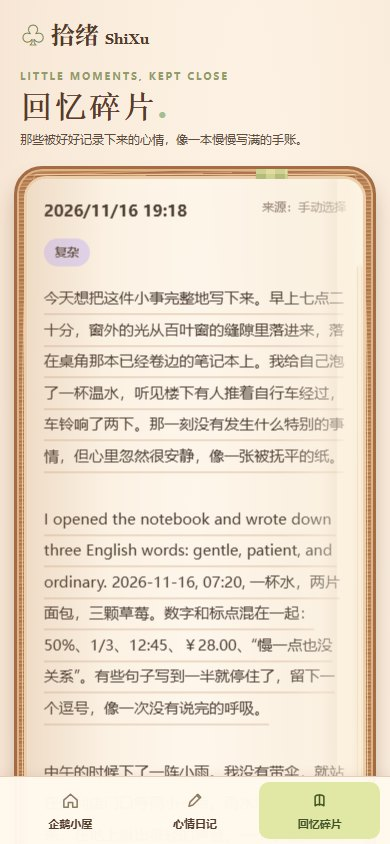 拾绪 ShiXu
LITTLE MOMENTS, KEPT CLOSE
回忆碎片。
那些被好好记录下来的心情，像一本慢慢写满的手账。
2026/11/16 19:18
来源：手动选择
复杂
今天想把这件小事完整地写下来。早上七点二
十分，窗外的光从百叶窗的缝隙里落进来，落
在桌角那本已经卷边的笔记本上。我给自己泡
了一杯温水，听见楼下有人推着自行车经过，
车铃响了两下。那一刻没有发生什么特别的事
情，但心里忽然很安静，像一张被抚平的纸。
I opened the notebook and wrote down
three English words: gentle, patient, and
ordinary. 2026-11-16, 07:20, 一杯水，两片
面包，三颗草莓。数字和标点混在一起：
50%、1/3、12:45、￥28.00、“慢一点也没
关系”。有些句子写到一半就停住了，留下一
个逗号，像一次没有说完的呼吸。
中午的时候下了一阵小雨。我没有带伞，就站
企鹅小屋
心情日记
回忆碎片